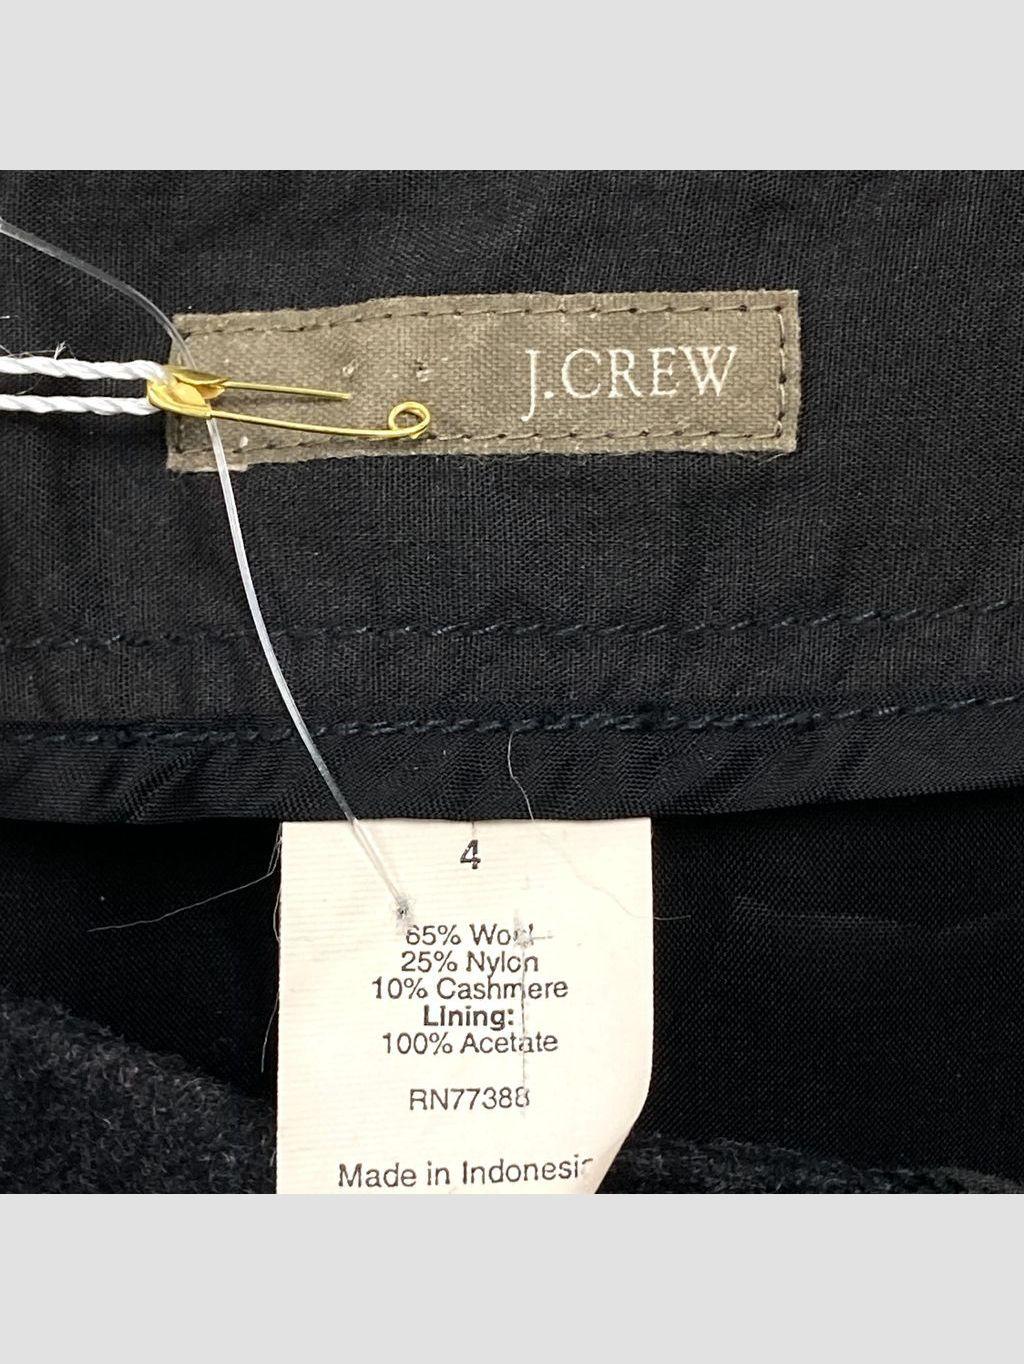 J.CREW
4
65% Wool
25% Nylon
10% Cashmere
Lining:
100% Acetate
RN77388
Made in Indonesia